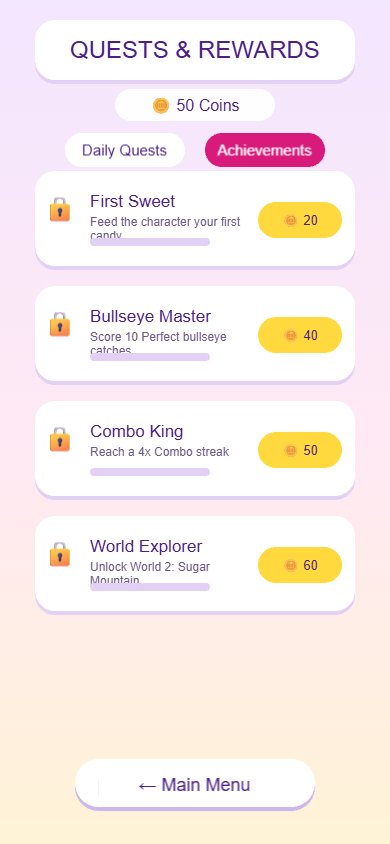 QUESTS & REWARDS
50 Coins
Daily Quests
Achievements
First Sweet
Feed the character your first
candy
20
Bullseye Master
Score 10 Perfect bullseye
catches
40
Combo King
Reach a 4x Combo streak
50
World Explorer
Unlock World 2: Sugar
Mountain
60
← Main Menu